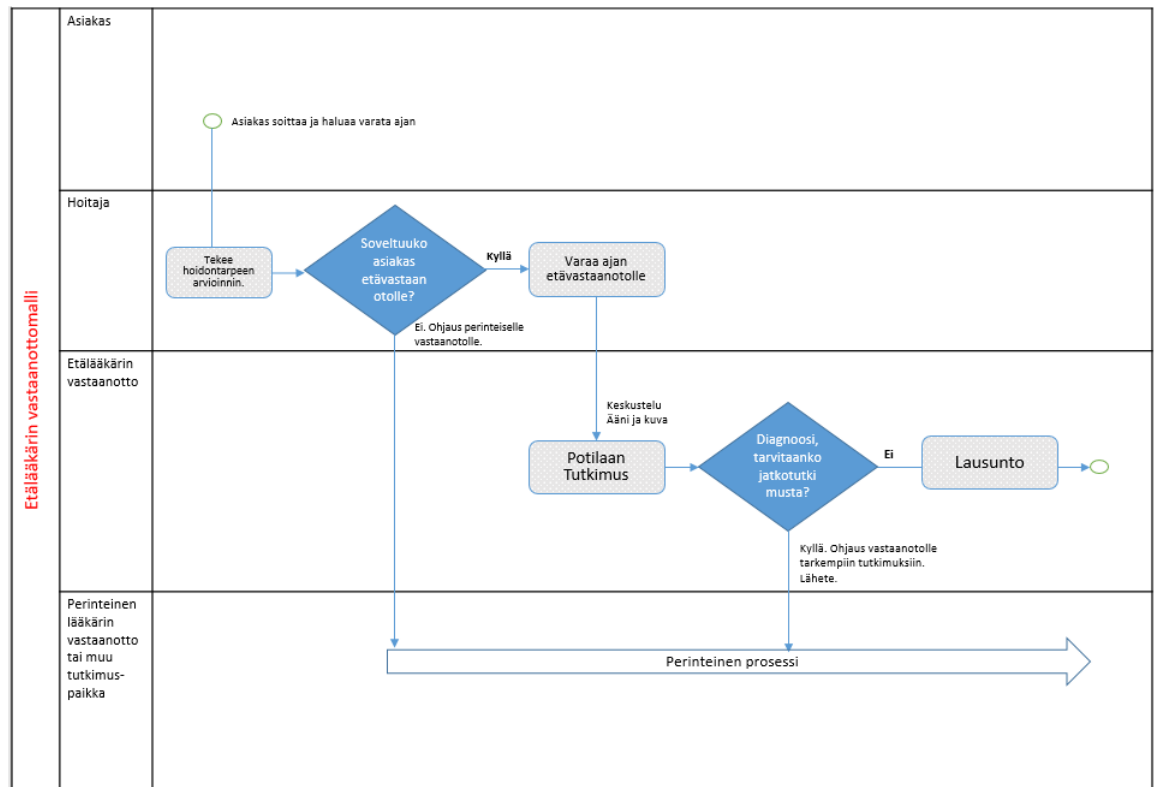 Etälääkärin vastaanottomalli
Asiakas
Asiakas soittaa ja haluaa varata ajan
Hoitaja
Tekee
hoidontarpeen
arvioinnin.
Soveltuuko
asiakas
etävastaan
otolle?
Kyllä
Varaa ajan
etävastaanotolle
Ei. Ohjaus perinteiselle
vastaanotolle.
Etälääkärin
vastaanotto
Keskustelu
Ääni ja kuva
Potilaan
Tutkimus
Diagnoosi,
tarvitaanko
jatkotutki
musta?
Ei
Lausunto
Kyllä. Ohjaus vastaanotolle
tarkempiin tutkimuksiin.
Lähete.
Perinteinen
lääkärin
vastaanotto
tai muu
tutkimus-
paikka
Perinteinen prosessi